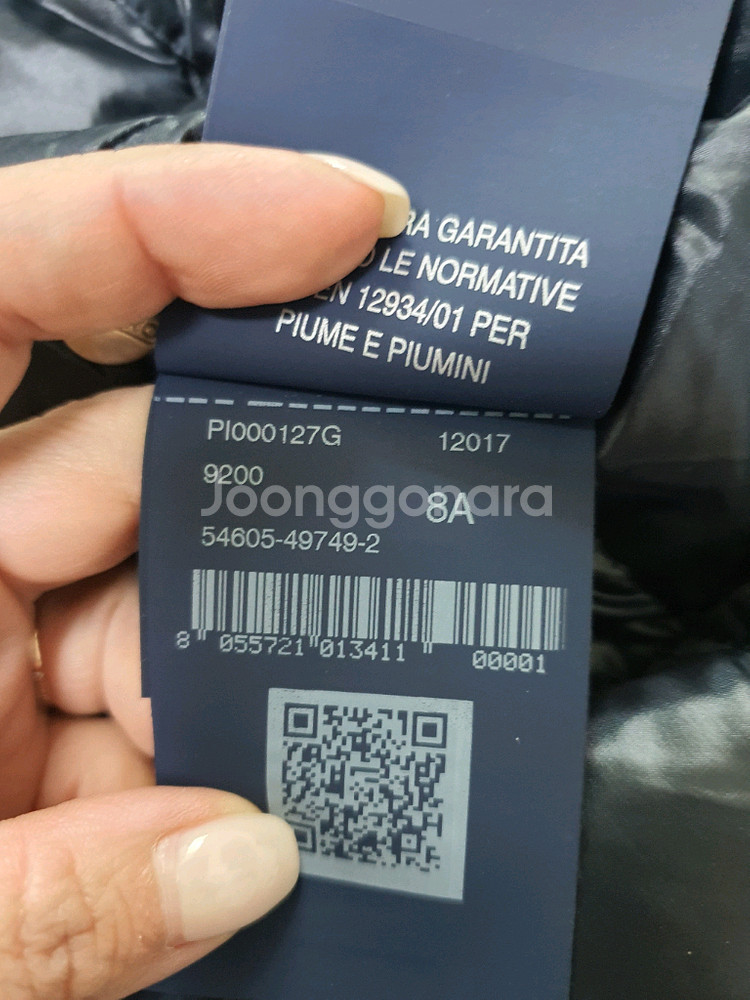 RA GARANTITA
LE NORMATIVE
EN 12934/01 PER
PIUME E PIUMINI
PI000127G 12017
9200
Joonggonara
8A
54605-49749-2
8 055721 013411 00001